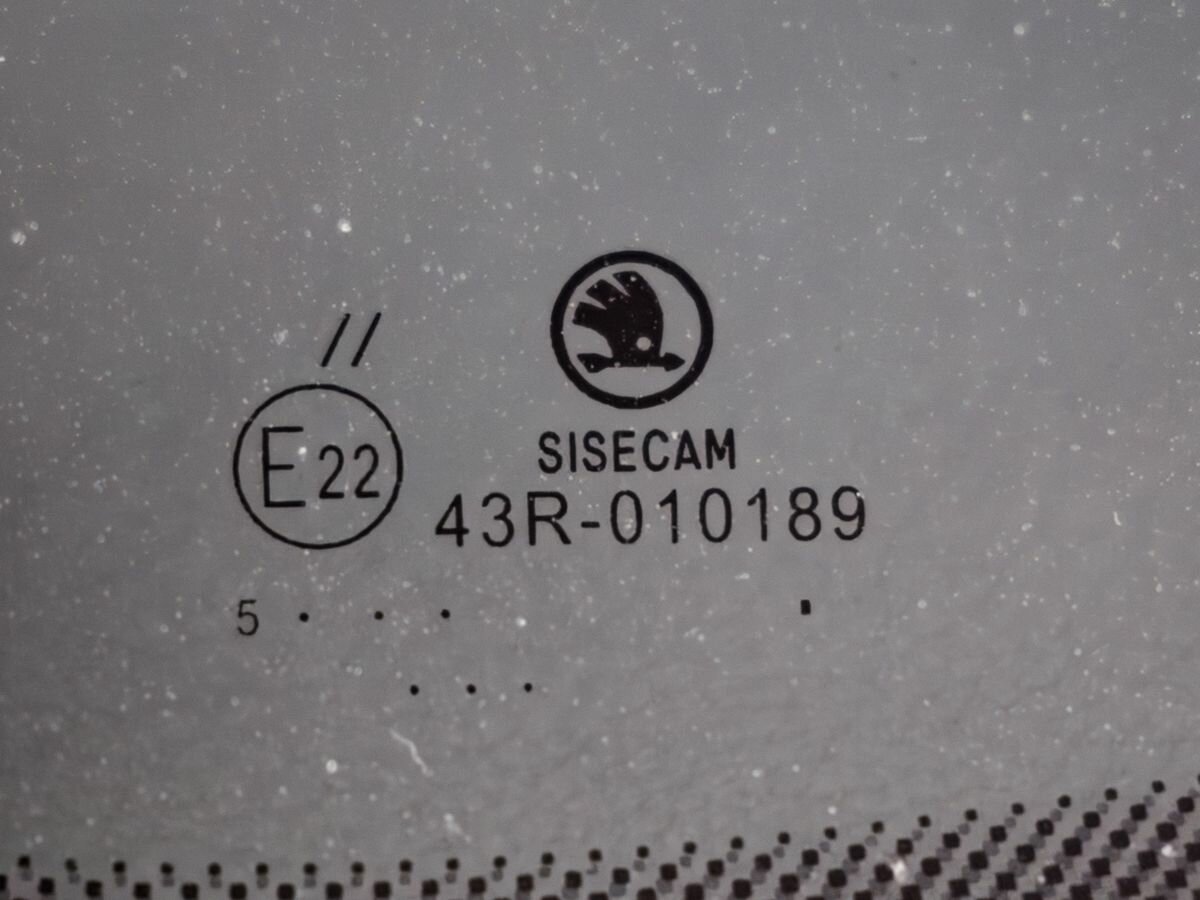 //
SISECAM
E22
43R-010189
5 . . . .
. . .